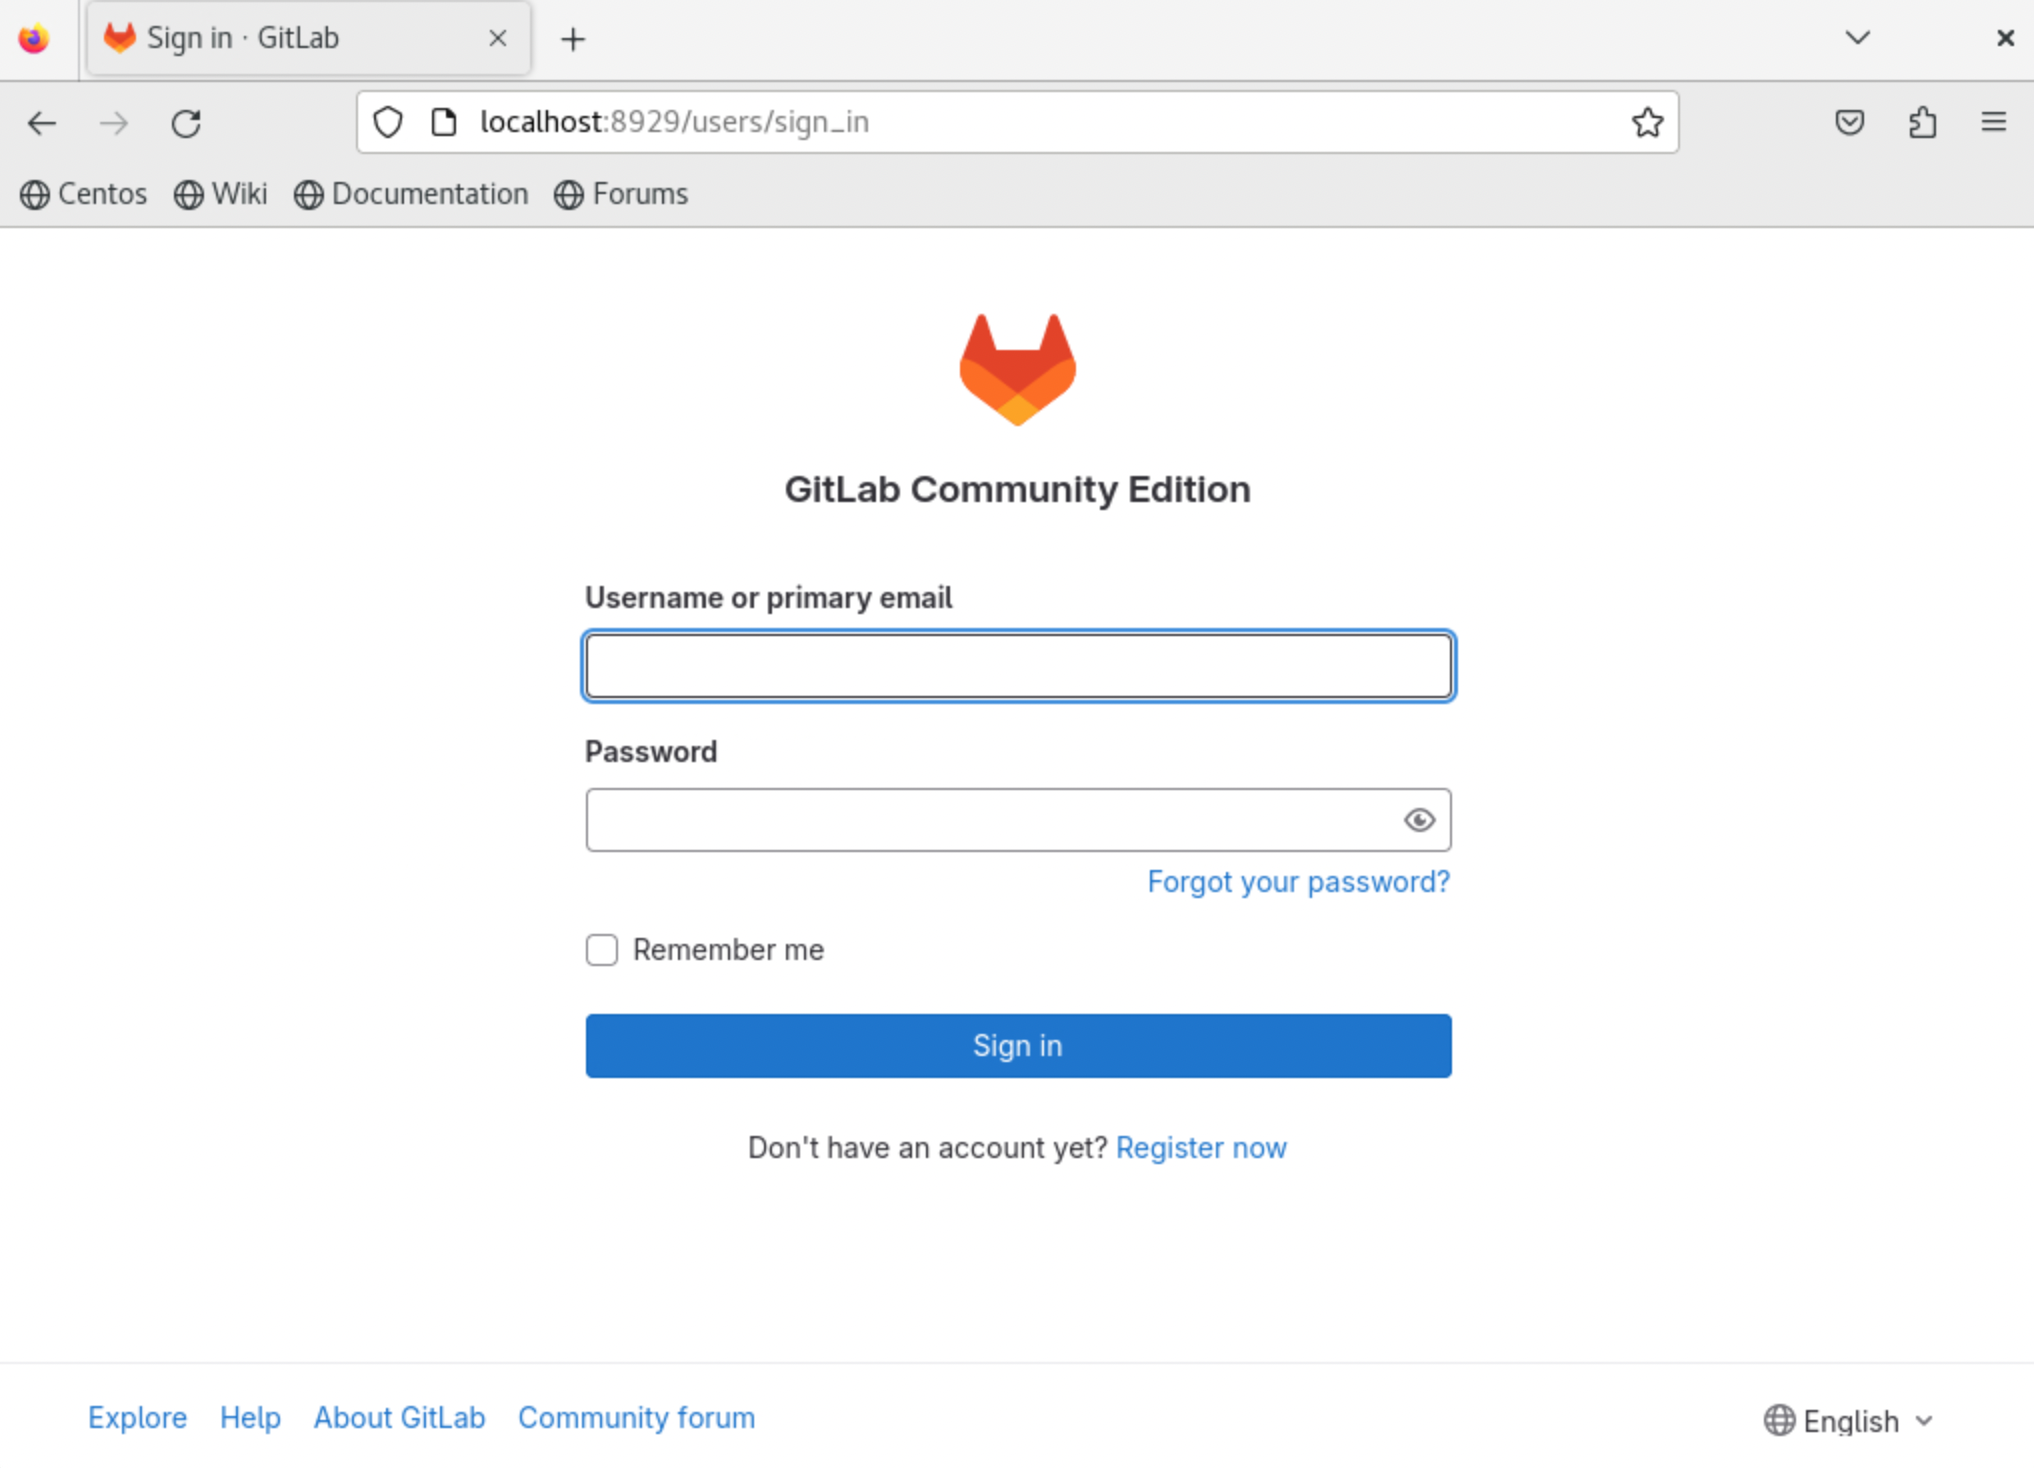 Sign in · GitLab
localhost:8929/users/sign_in
Centos Wiki Documentation Forums
GitLab Community Edition
Username or primary email
Password
Forgot your password?
Remember me
Sign in
Don't have an account yet? Register now
Explore Help About GitLab Community forum English